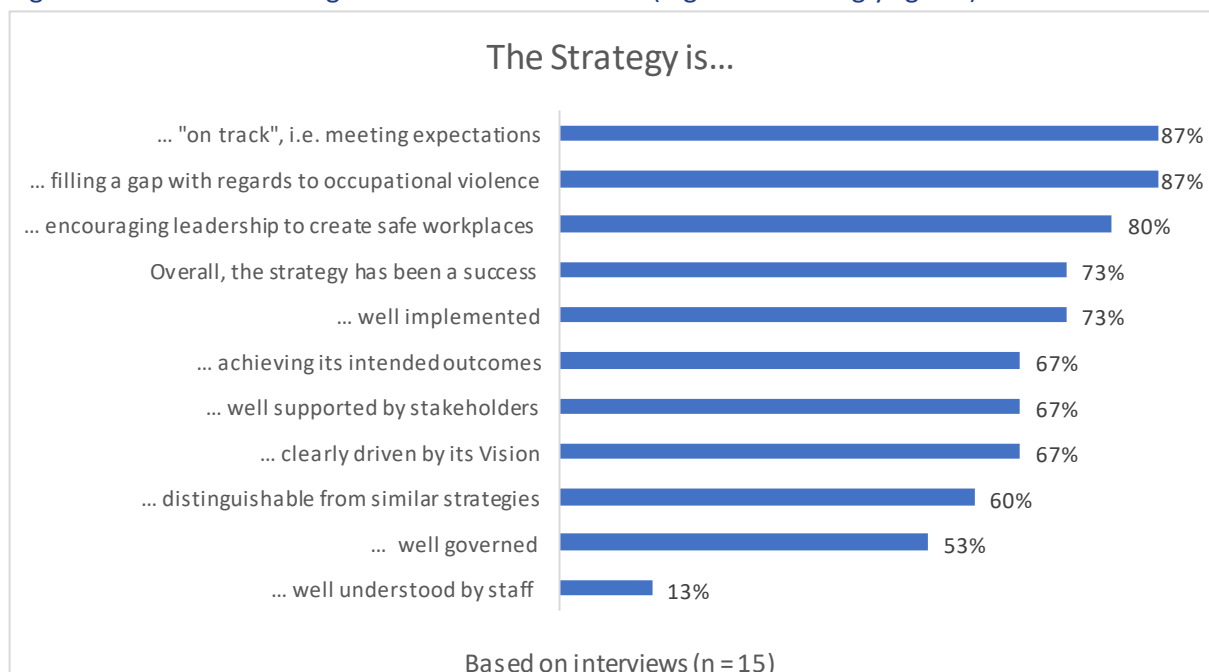 The Strategy is...
... "on track", i.e. meeting expectations 87%
... filling a gap with regards to occupational violence 87%
... encouraging leadership to create safe workplaces 80%
Overall, the strategy has been a success 73%
... well implemented 73%
... achieving its intended outcomes 67%
... well supported by stakeholders 67%
... clearly driven by its Vision 67%
... distinguishable from similar strategies 60%
... well governed 53%
... well understood by staff 13%
Based on interviews (n = 15)